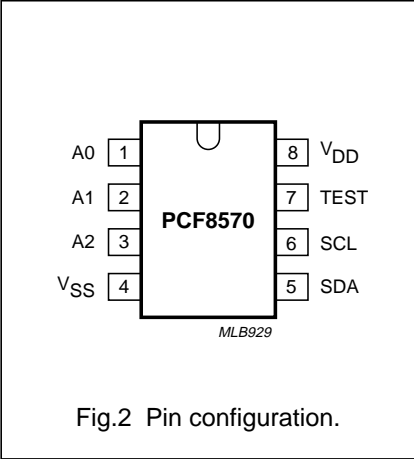 A0 1 8 VDD
A1 2 PCF8570 7 TEST
A2 3 6 SCL
VSS 4 5 SDA
MLB929
Fig.2 Pin configuration.